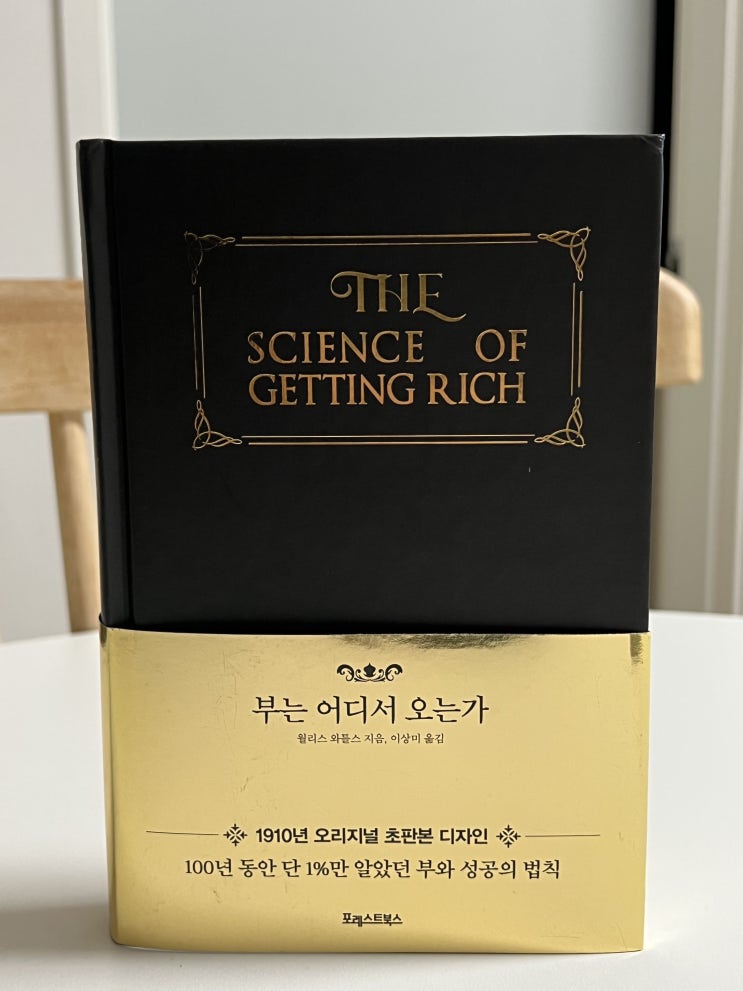 THE
SCIENCE OF
GETTING RICH
부는 어디서 오는가
월리스 와틀스 지음, 이상미 옮김
1910년 오리지널 초판본 디자인
100년 동안 단 1%만 알았던 부와 성공의 법칙
포레스트북스